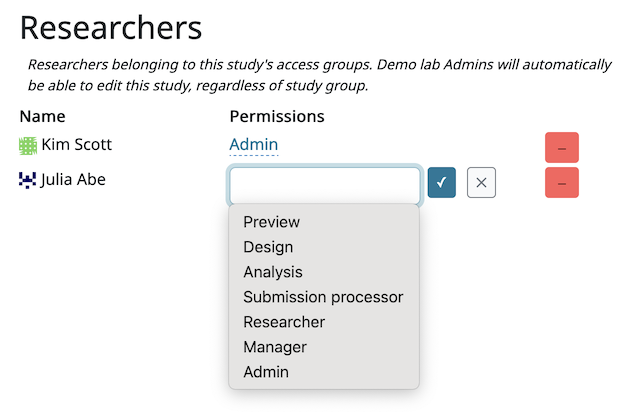 Researchers
Researchers belonging to this study's access groups. Demo lab Admins will automatically
be able to edit this study, regardless of study group.
Name Permissions
Kim Scott Admin –
Julia Abe ✓ × –
Preview
Design
Analysis
Submission processor
Researcher
Manager
Admin